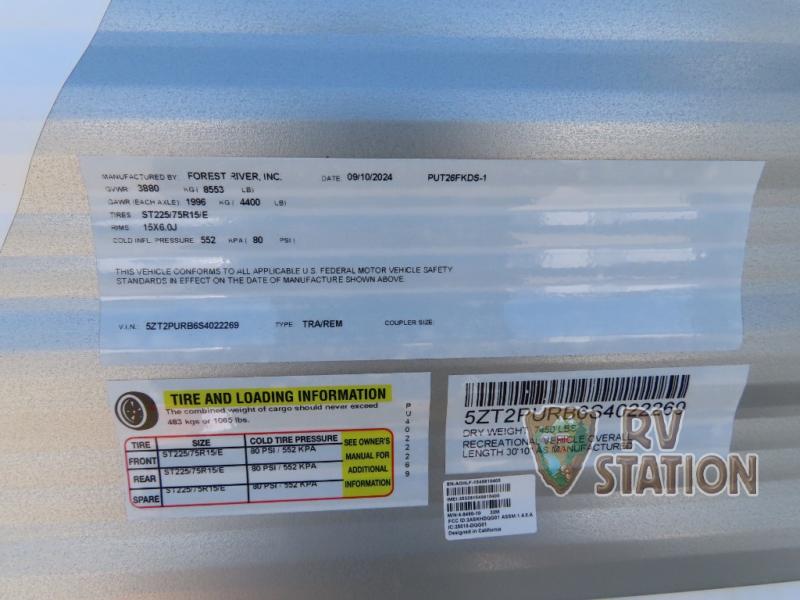 MANUFACTURED BY: FOREST RIVER, INC. DATE 09/10/2024 PUT26FKDS-1
GVWR 3880 KG ( 8553 LB)
GAWR (EACH AXLE) 1996 KG ( 4400 LB)
TIRES ST225/75R15/E
RIMS 15X6.0J
COLD INFL. PRESSURE 552 KPA ( 80 PSI)
THIS VEHICLE CONFORMS TO ALL APPLICABLE U.S. FEDERAL MOTOR VEHICLE SAFETY
STANDARDS IN EFFECT ON THE DATE OF MANUFACTURE SHOWN ABOVE.
V.I.N.: 5ZT2PURB6S4022269 TYPE: TRA/REM COUPLER SIZE:
TIRE AND LOADING INFORMATION
The combined weight of cargo should never exceed
483 kgs or 1065 lbs.
TIRE SIZE COLD TIRE PRESSURE SEE OWNER'S MANUAL FOR ADDITIONAL INFORMATION
FRONT ST225/75R15/E 80 PSI / 552 KPA
REAR ST225/75R15/E 80 PSI / 552 KPA
SPARE ST225/75R15/E 80 PSI / 552 KPA
PU4022269
5ZT2PURB6S4022269
DRY WEIGHT 7450 LBS
RECREATIONAL VEHICLE OVERALL
LENGTH 30'10" AS MANUFACTURED
RV
STATION
Designed in California